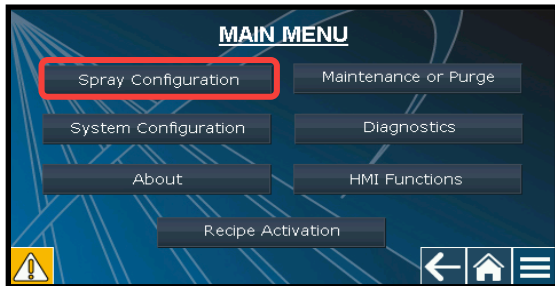 MAIN MENU
Spray Configuration
Maintenance or Purge
System Configuration
Diagnostics
About
HMI Functions
Recipe Activation